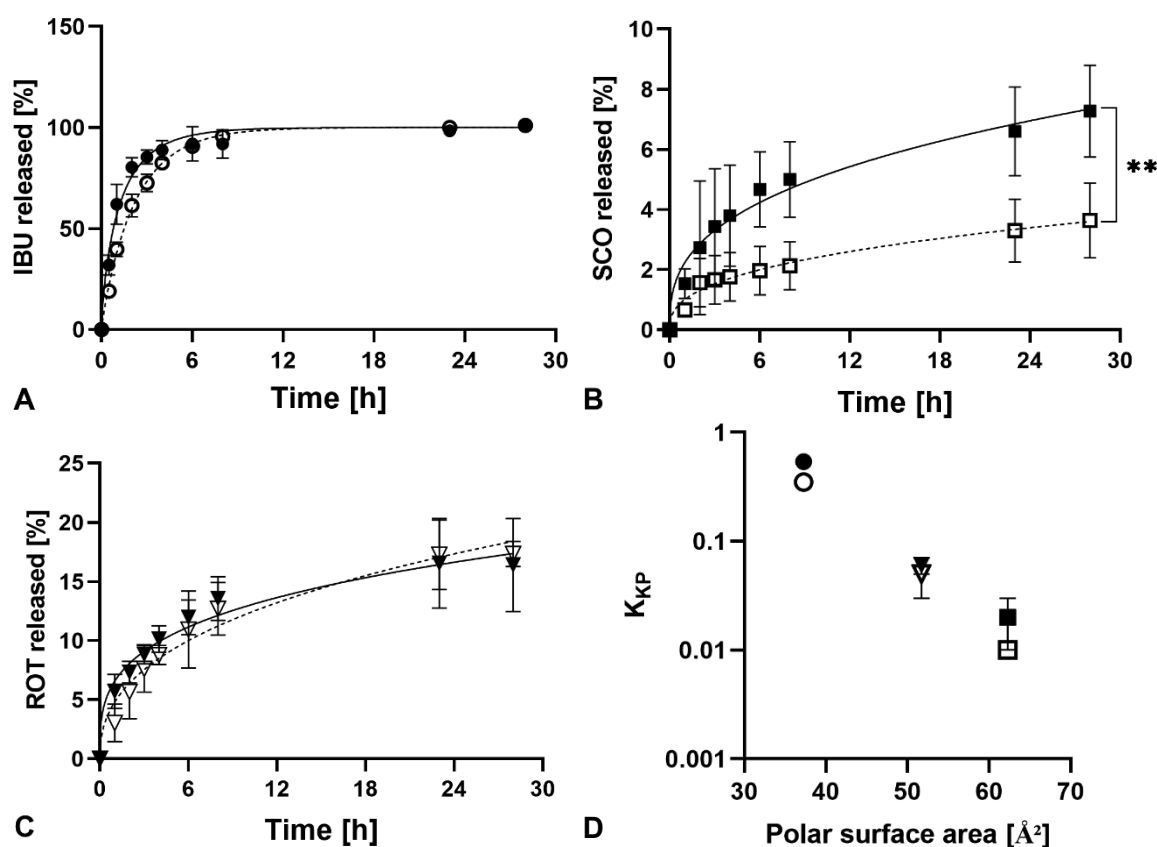 150
100
50
0
IBU released [%]
0 6 12 18 24 30
Time [h]
A
10
8
6
4
2
0
SCO released [%]
**
0 6 12 18 24 30
Time [h]
B
25
20
15
10
5
0
ROT released [%]
0 6 12 18 24 30
Time [h]
C
1
0.1
0.01
0.001
KKP
30 40 50 60 70
Polar surface area [Å²]
D